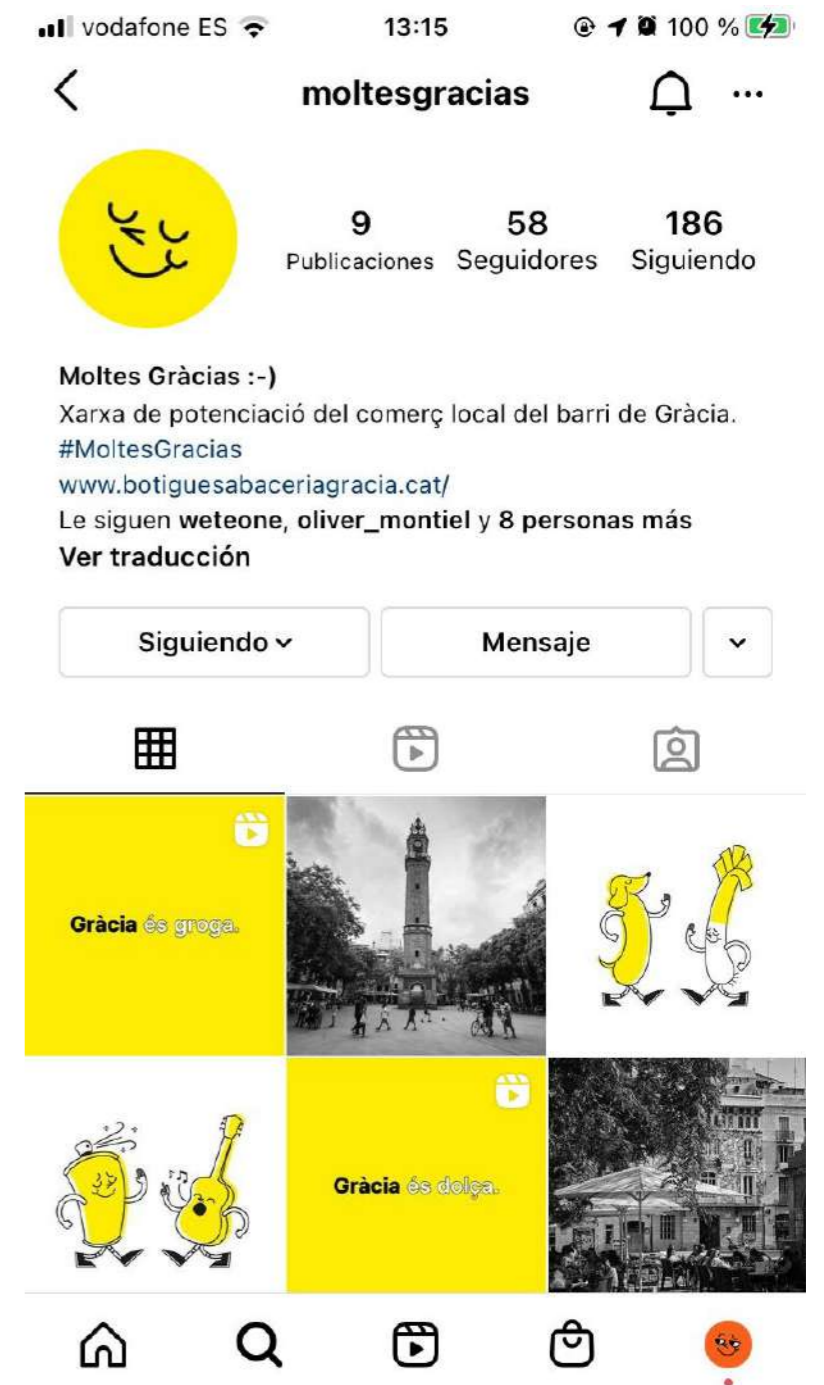 vodafone ES 13:15 100 %
moltesgracias
9 58 186
Publicaciones Seguidores Siguiendo
Moltes Gràcias :-)
Xarxa de potenciació del comerç local del barri de Gràcia.
#MoltesGracias
www.botiguesabaceriagracia.cat/
Le siguen weteone, oliver_montiel y 8 personas más
Ver traducción
Siguiendo Mensaje
Gràcia és groga.
Gràcia és dolça.